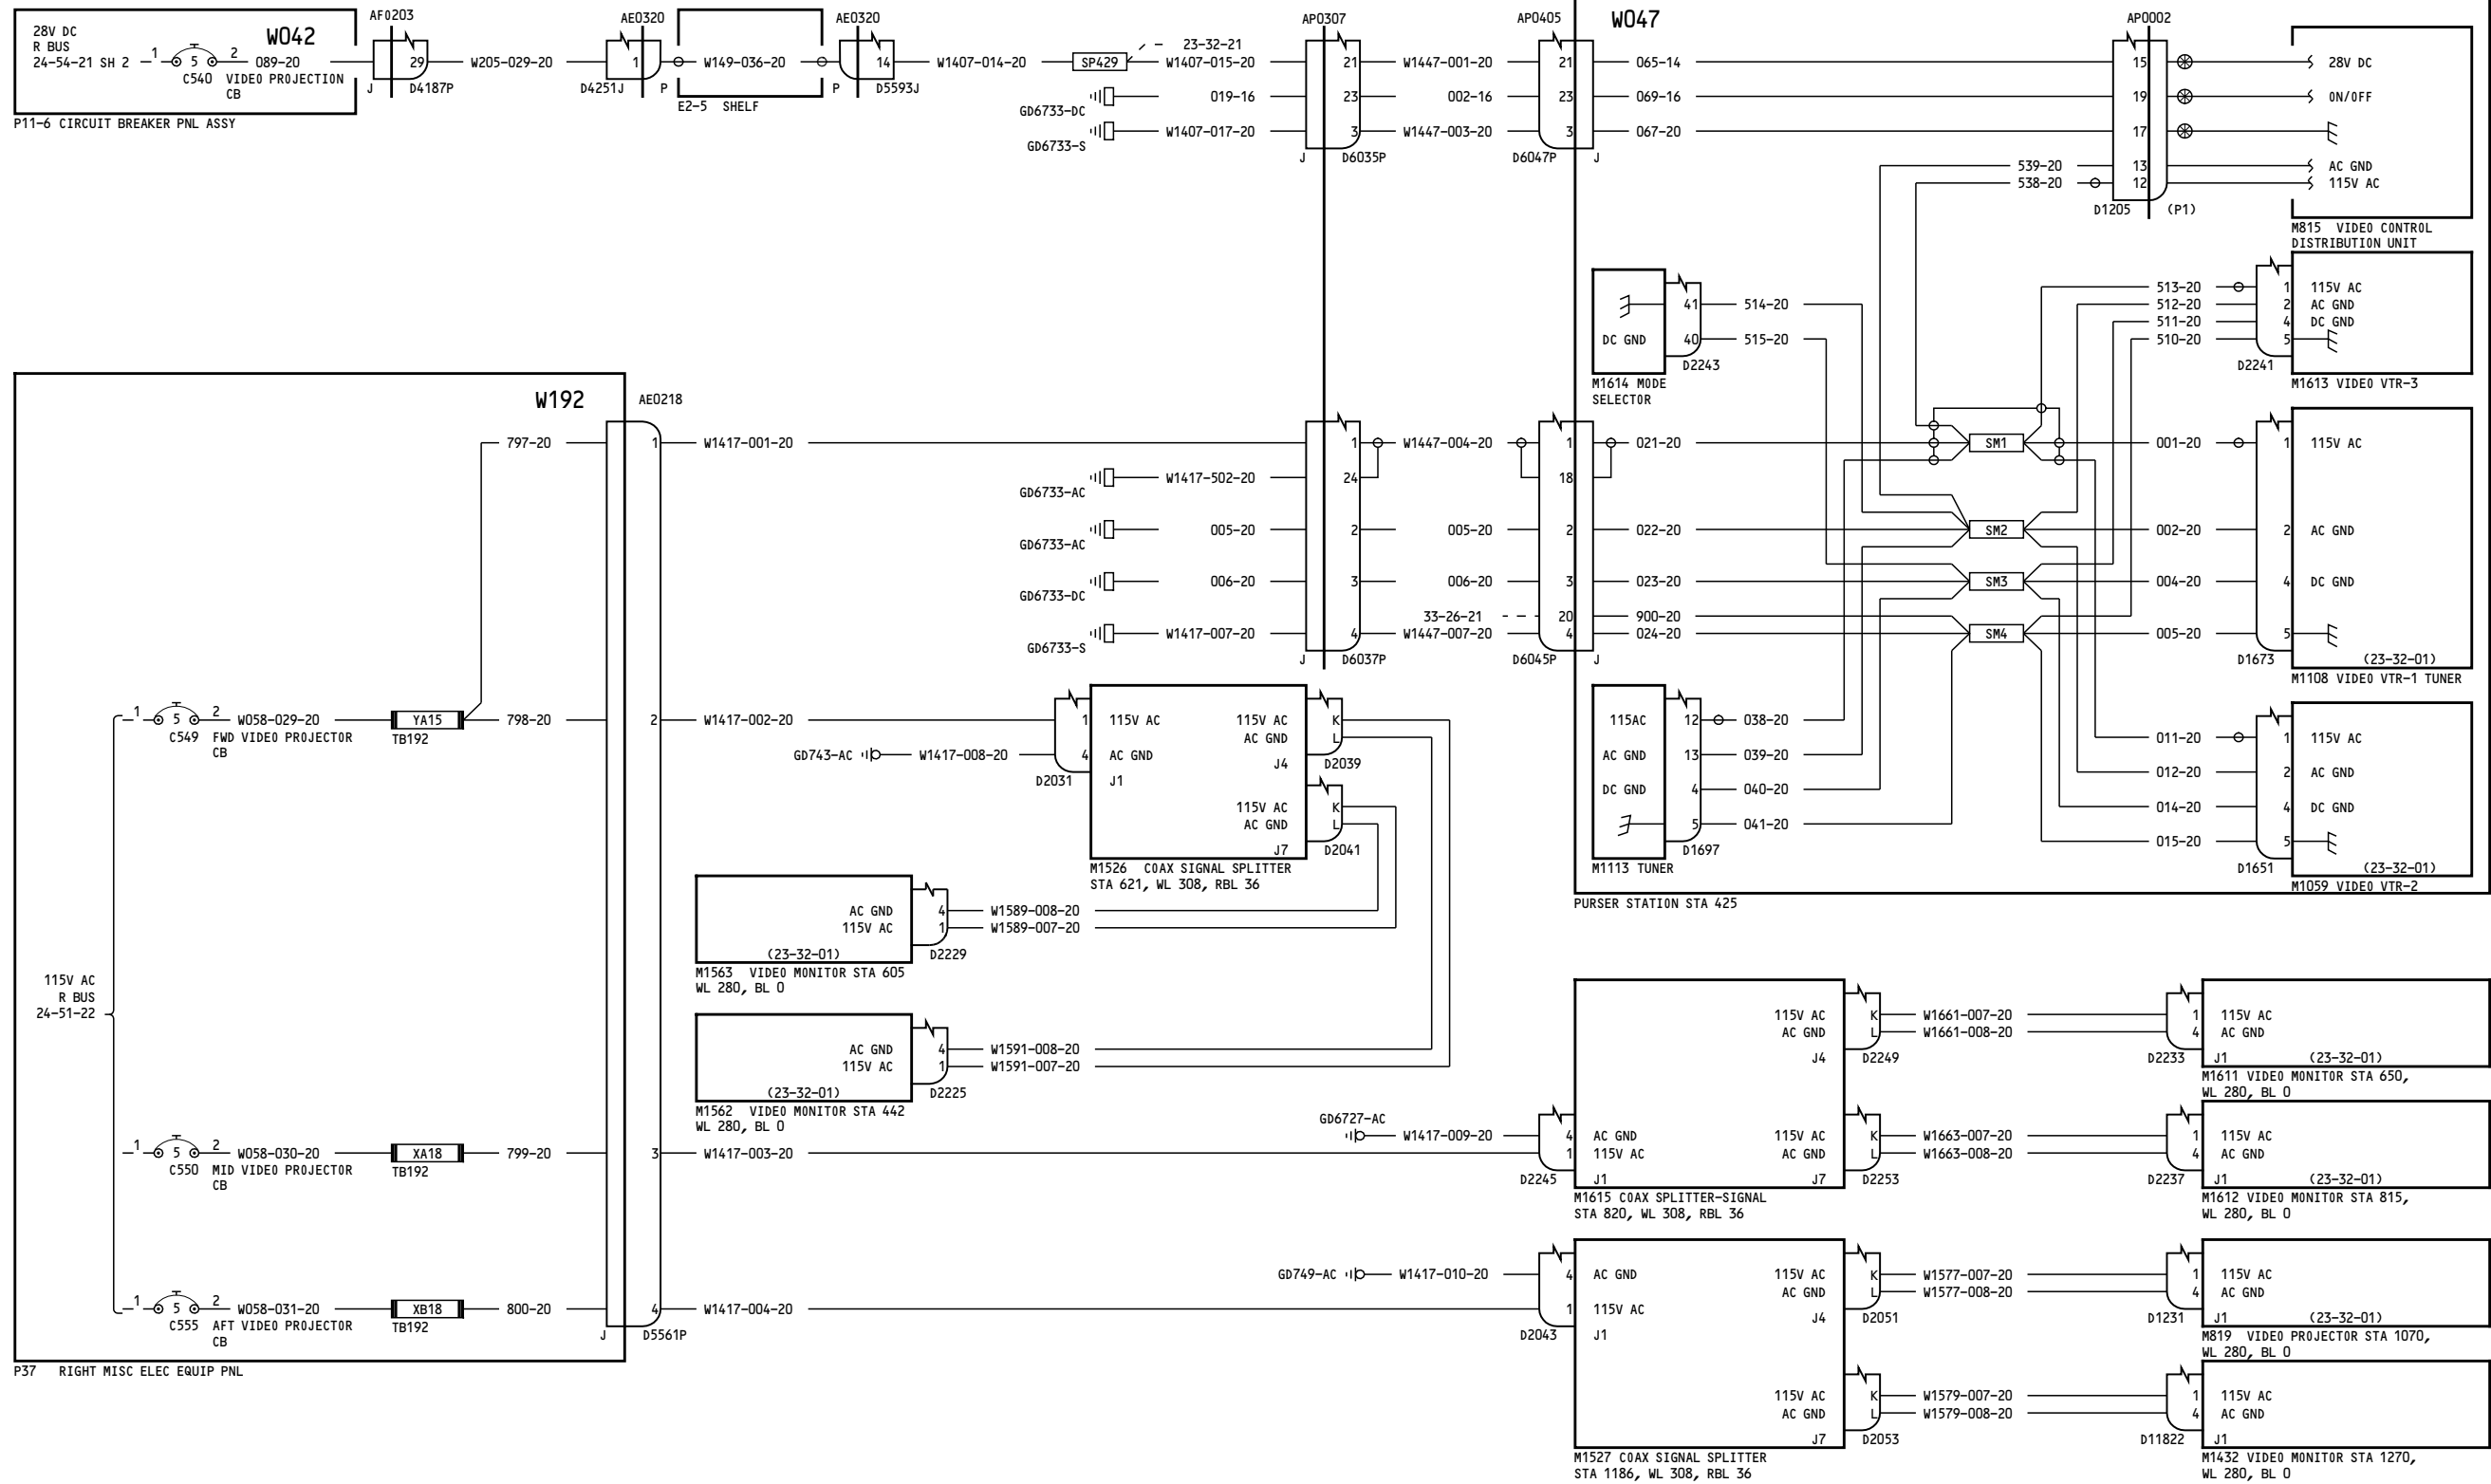 28V DC
R BUS
24-54-21 SH 2
1
5
2
C540
W042
089-20
VIDEO PROJECTION
CB
P11-6 CIRCUIT BREAKER PNL ASSY
AF0203
29
J
D4187P
W205-029-20
AE0320
1
D4251J
P
W149-036-20
E2-5 SHELF
AE0320
14
P
D5593J
W1407-014-20
SP429
23-32-21
W1407-015-20
GD6733-DC
019-16
GD6733-S
W1407-017-20
AP0307
21
23
3
J
D6035P
W1447-001-20
002-16
W1447-003-20
AP0405
21
23
3
D6047P
J
W047
065-14
069-16
067-20
539-20
538-20
AP0002
15
19
17
13
12
D1205
(P1)
28V DC
ON/OFF
AC GND
115V AC
M815 VIDEO CONTROL
DISTRIBUTION UNIT
DC GND
41
40
D2243
M1614 MODE
SELECTOR
514-20
515-20
513-20
512-20
511-20
510-20
1
2
4
5
D2241
115V AC
AC GND
DC GND
M1613 VIDEO VTR-3
W192
AE0218
797-20
1
W1417-001-20
GD6733-AC
W1417-502-20
GD6733-AC
005-20
GD6733-DC
006-20
GD6733-S
W1417-007-20
1
24
2
3
4
J
D6037P
W1447-004-20
005-20
006-20
33-26-21
W1447-007-20
1
18
2
3
20
4
D6045P
J
021-20
022-20
023-20
900-20
024-20
SM1
SM2
SM3
SM4
001-20
002-20
004-20
005-20
1
2
4
5
D1673
115V AC
AC GND
DC GND
(23-32-01)
M1108 VIDEO VTR-1 TUNER
1
5
2
C549
W058-029-20
FWD VIDEO PROJECTOR
CB
YA15
TB192
798-20
2
W1417-002-20
GD743-AC
W1417-008-20
1
4
D2031
115V AC
AC GND
J1
115V AC
AC GND
J4
K
L
D2039
115V AC
AC GND
J7
K
L
D2041
M1526 COAX SIGNAL SPLITTER
STA 621, WL 308, RBL 36
115AC
AC GND
DC GND
12
13
4
5
D1697
M1113 TUNER
038-20
039-20
040-20
041-20
011-20
012-20
014-20
015-20
1
2
4
5
D1651
115V AC
AC GND
DC GND
(23-32-01)
M1059 VIDEO VTR-2
PURSER STATION STA 425
AC GND
115V AC
(23-32-01)
4
1
D2229
W1589-008-20
W1589-007-20
M1563 VIDEO MONITOR STA 605
WL 280, BL 0
115V AC
R BUS
24-51-22
AC GND
115V AC
(23-32-01)
4
1
D2225
W1591-008-20
W1591-007-20
M1562 VIDEO MONITOR STA 442
WL 280, BL 0
115V AC
AC GND
J4
K
L
D2249
W1661-007-20
W1661-008-20
1
4
D2233
115V AC
AC GND
J1
(23-32-01)
M1611 VIDEO MONITOR STA 650,
WL 280, BL 0
1
5
2
C550
W058-030-20
MID VIDEO PROJECTOR
CB
XA18
TB192
799-20
3
W1417-003-20
GD6727-AC
W1417-009-20
4
1
D2245
AC GND
115V AC
J1
115V AC
AC GND
J7
K
L
D2253
W1663-007-20
W1663-008-20
1
4
D2237
115V AC
AC GND
J1
(23-32-01)
M1615 COAX SPLITTER-SIGNAL
STA 820, WL 308, RBL 36
M1612 VIDEO MONITOR STA 815,
WL 280, BL 0
1
5
2
C555
W058-031-20
AFT VIDEO PROJECTOR
CB
XB18
TB192
800-20
4
J
D5561P
W1417-004-20
P37 RIGHT MISC ELEC EQUIP PNL
GD749-AC
W1417-010-20
4
1
D2043
AC GND
115V AC
J1
115V AC
AC GND
J4
K
L
D2051
W1577-007-20
W1577-008-20
1
4
D1231
115V AC
AC GND
J1
(23-32-01)
M819 VIDEO PROJECTOR STA 1070,
WL 280, BL 0
115V AC
AC GND
J7
K
L
D2053
W1579-007-20
W1579-008-20
1
4
D11822
115V AC
AC GND
J1
M1527 COAX SIGNAL SPLITTER
STA 1186, WL 308, RBL 36
M1432 VIDEO MONITOR STA 1270,
WL 280, BL 0